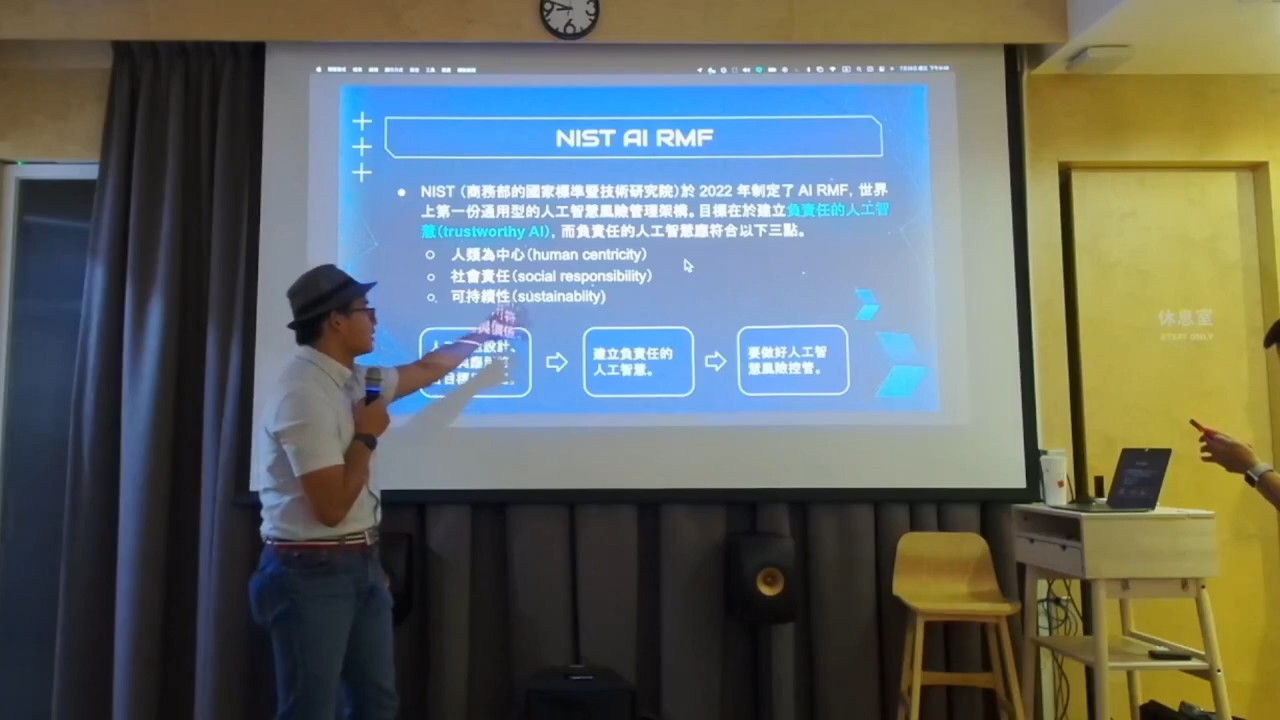 NIST AI RMF
NIST (商務部的國家標準暨技術研究院)於 2022 年制定了 AI RMF, 世界
上第一份通用型的人工智慧風險管理架構。目標在於建立負責任的人工智
慧(trustworthy AI), 而負責任的人工智慧應符合以下三點。
人類為中心(human centricity)
社會責任(social responsibility)
可持續性(sustainablity)
建立負責任的
人工智慧。
要做好人工智
慧風險控管。
休息室
STAFF ONLY